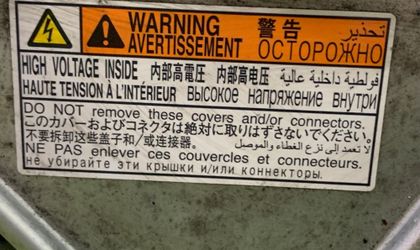 WARNING 警告 تحذير
AVERTISSEMENT ОСТОРОЖНО
HIGH VOLTAGE INSIDE 内部高電圧 内部高电压 فولطية داخلية عالية
HAUTE TENSION À L'INTÉRIEUR Высокое напряжение внутри
DO NOT remove these covers and/or connectors.
このカバーおよびコネクタは絶対に取りはずさないでください。
不要拆卸这些盖子和/或连接器。 لا تعمد إلى نزع الغطاء والموصل
NE PAS enlever ces couvercles et connecteurs.
не убирайте эти крышки и/или коннекторы.